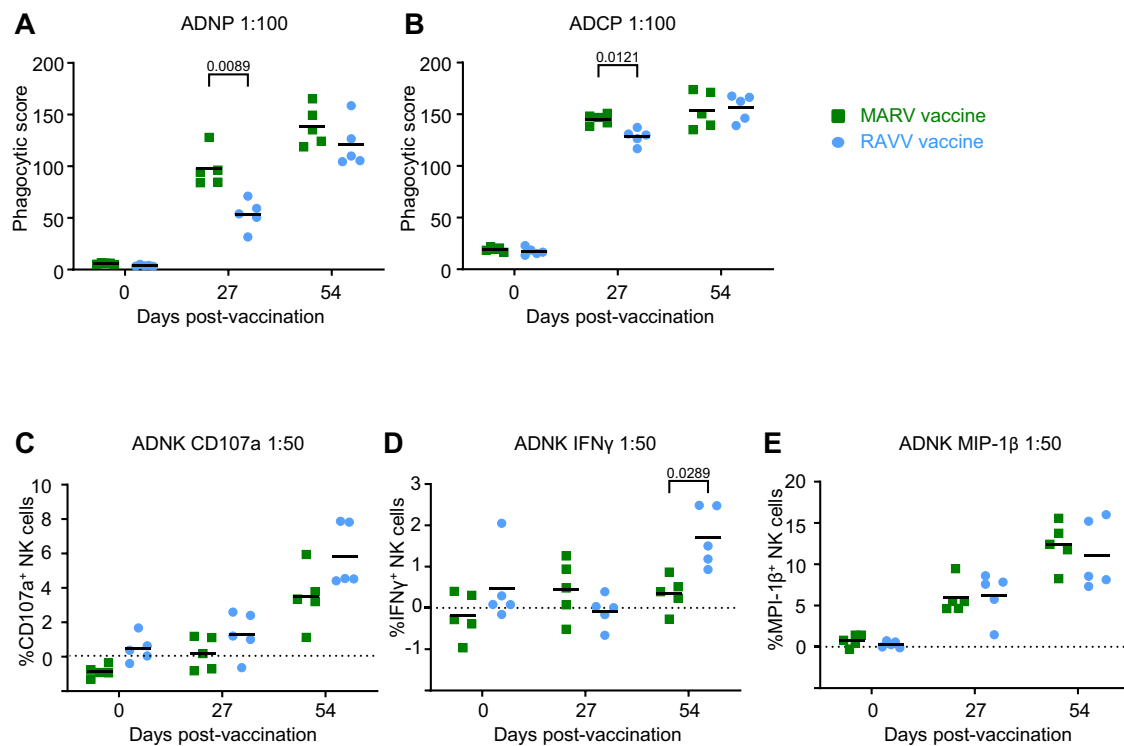 A
ADNP 1:100
B
ADCP 1:100
Phagocytic score
200
150
100
50
0
0.0089
0
27
54
Days post-vaccination
Phagocytic score
200
150
100
50
0
0.0121
0
27
54
Days post-vaccination
MARV vaccine
RAVV vaccine
C
ADNK CD107a 1:50
%CD107a⁺ NK cells
10
8
6
4
2
0
0
27
54
Days post-vaccination
D
ADNK IFNγ 1:50
%IFNγ⁺ NK cells
3
2
1
0
-1
0.0289
0
27
54
Days post-vaccination
E
ADNK MIP-1β 1:50
%MPI-1β⁺ NK cells
20
15
10
5
0
0
27
54
Days post-vaccination